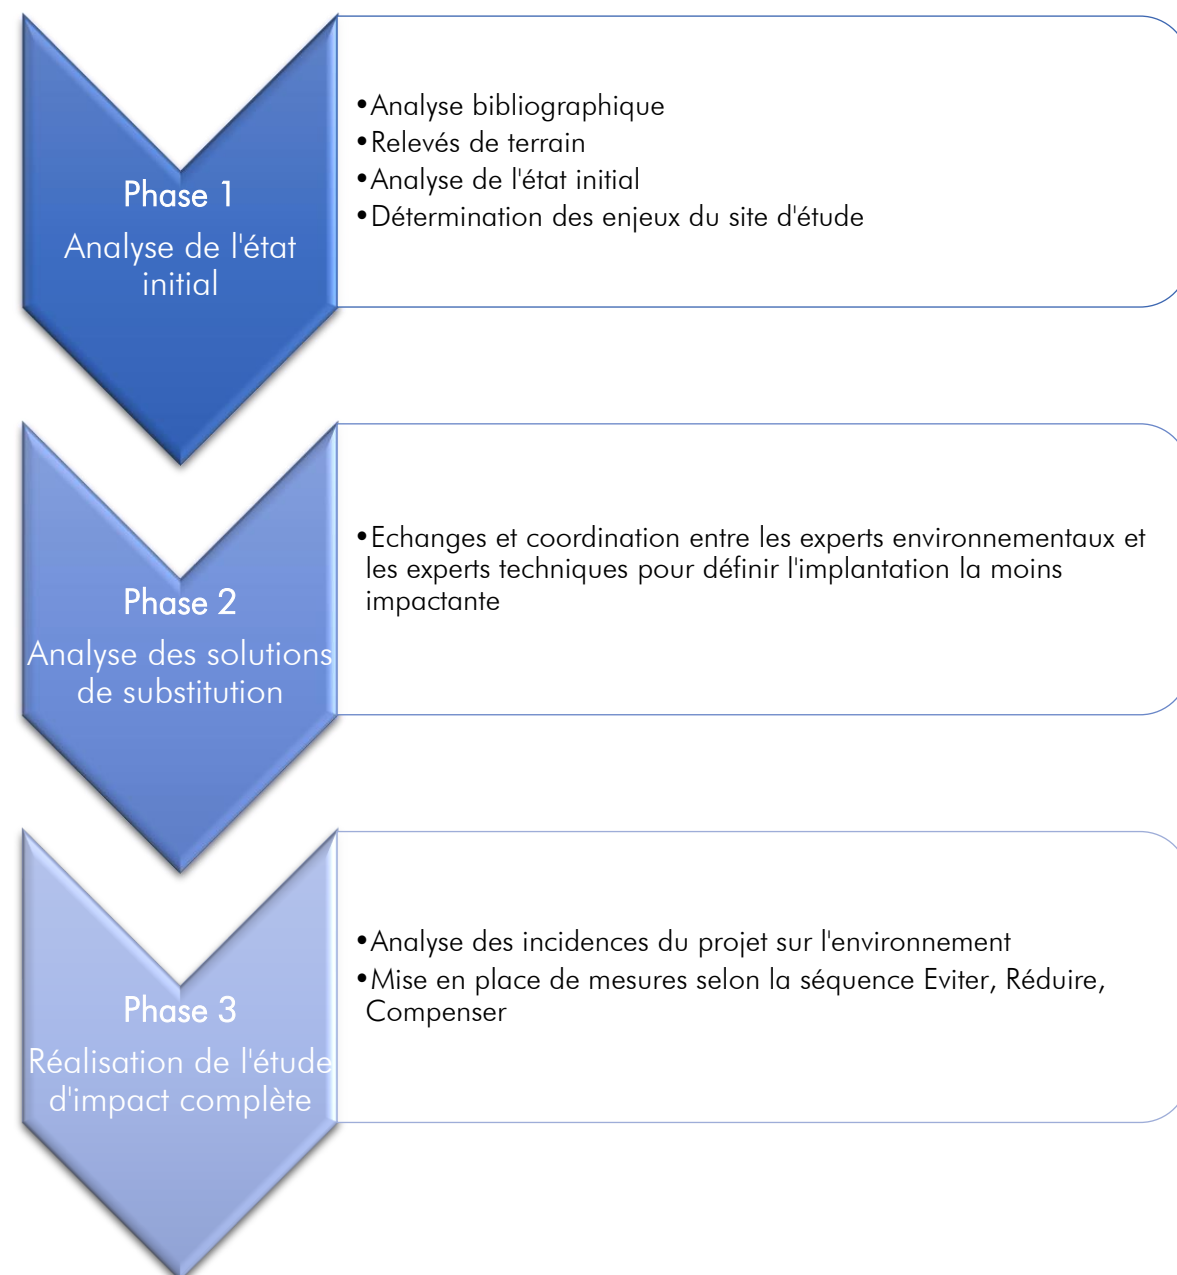 Phase 1
Analyse de l'état
initial
•Analyse bibliographique
•Relevés de terrain
•Analyse de l'état initial
•Détermination des enjeux du site d'étude
Phase 2
Analyse des solutions
de substitution
•Echanges et coordination entre les experts environnementaux et
les experts techniques pour définir l'implantation la moins
impactante
Phase 3
Réalisation de l'étude
d'impact complète
•Analyse des incidences du projet sur l'environnement
•Mise en place de mesures selon la séquence Eviter, Réduire,
Compenser